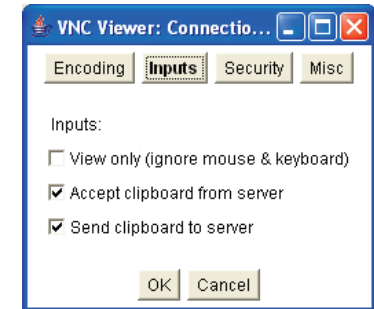 VNC Viewer: Connectio...
Encoding Inputs Security Misc
Inputs:
View only (ignore mouse & keyboard)
Accept clipboard from server
Send clipboard to server
OK Cancel